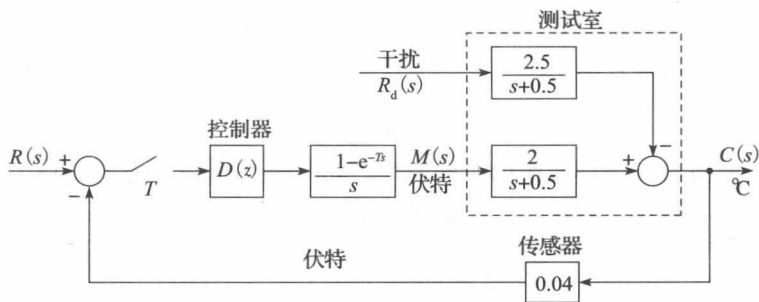 测试室
干扰
R_d(s)
2.5
s+0.5
−
控制器
R(s)
+
−
T
D(z)
1−e^{−Ts}
s
M(s)
伏特
2
s+0.5
+
C(s)
℃
伏特
传感器
0.04